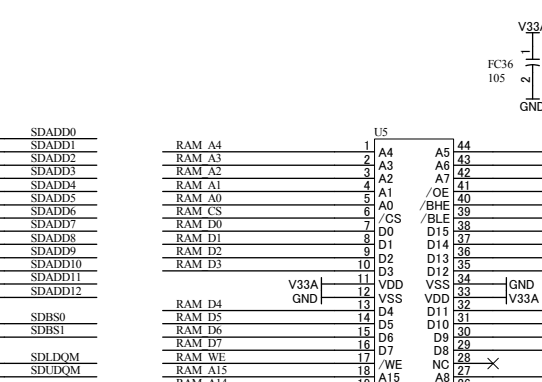 V33A
1
FC36
105
2
GND
SDADD0
SDADD1
SDADD2
SDADD3
SDADD4
SDADD5
SDADD6
SDADD7
SDADD8
SDADD9
SDADD10
SDADD11
SDADD12
SDBS0
SDBS1
SDLDQM
SDUDQM
U5
RAM A4 1 A4 A5 44
RAM A3 2 A3 A6 43
RAM A2 3 A2 A7 42
RAM A1 4 A1 /OE 41
RAM A0 5 A0 /BHE 40
RAM CS 6 /CS /BLE 39
RAM D0 7 D0 D15 38
RAM D1 8 D1 D14 37
RAM D2 9 D2 D13 36
RAM D3 10 D3 D12 35
V33A 11 VDD VSS 34 GND
GND 12 VSS VDD 33 V33A
RAM D4 13 D4 D11 32
RAM D5 14 D5 D10 31
RAM D6 15 D6 D9 30
RAM D7 16 D7 D8 29
RAM WE 17 /WE NC 28
RAM A15 18 A15 A8 27
RAM A14